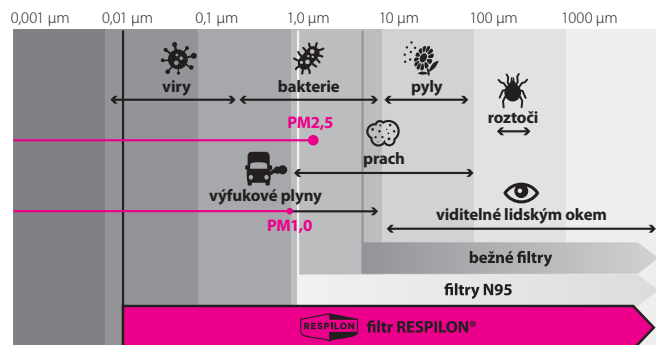 0,001 µm 0,01 µm 0,1 µm 1,0 µm 10 µm 100 µm 1000 µm
viry bakterie pyly
roztoči
PM2,5
prach
výfukové plyny
viditelné lidským okem
PM1,0
bežné filtry
filtry N95
RESPILON filtr RESPILON®